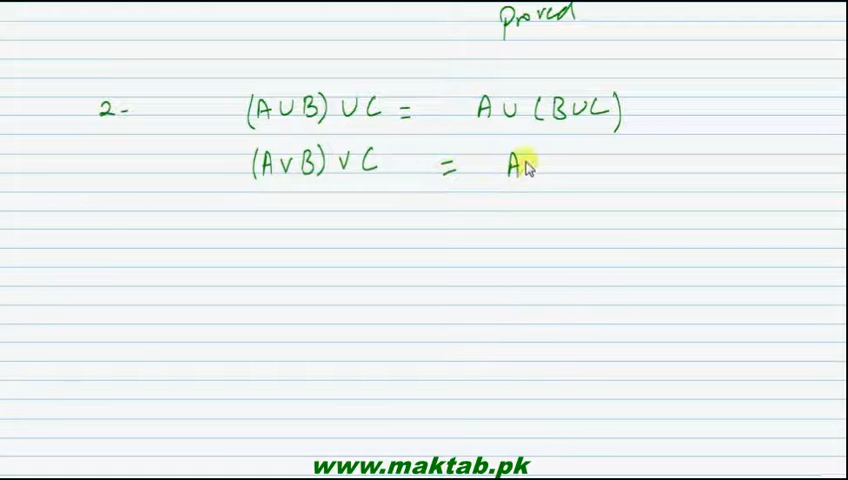 proved
2- (A∪B) ∪ C = A ∪ (B∪C)
(A∨B) ∨ C = A
www.maktab.pk